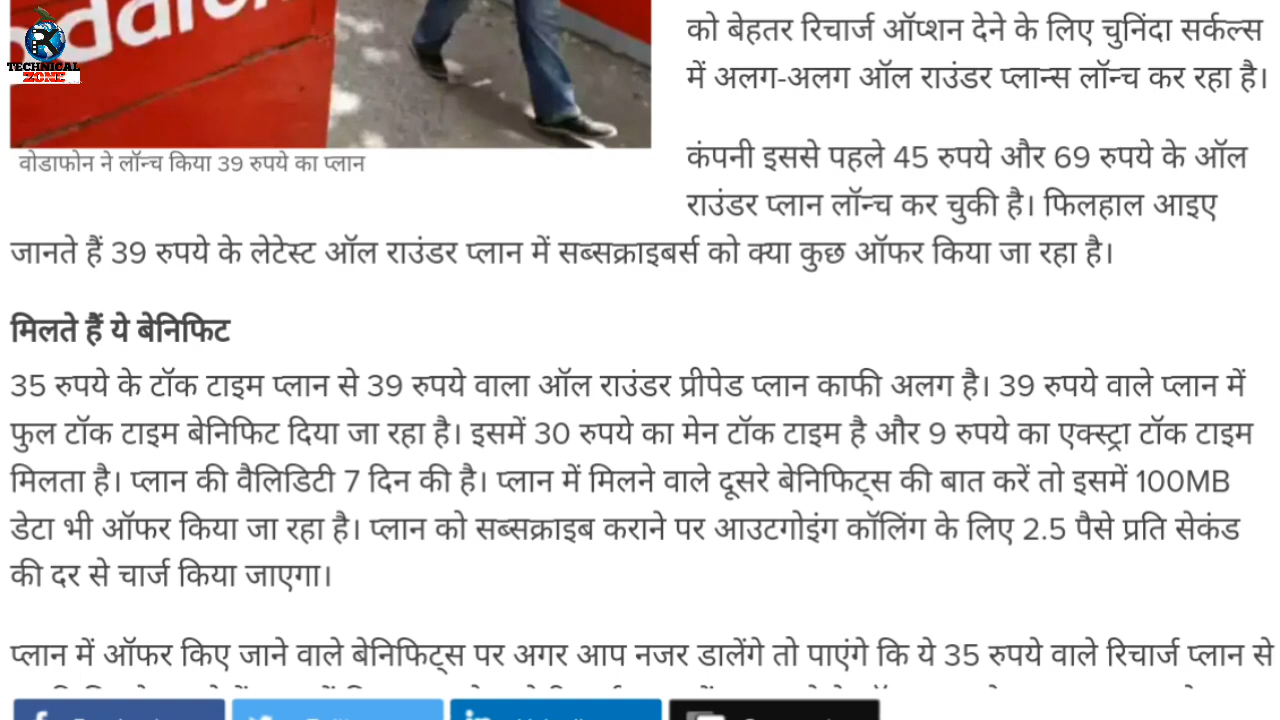 TECHNICAL
ZONE
को बेहतर रिचार्ज ऑप्शन देने के लिए चुनिंदा सर्कल्स
में अलग-अलग ऑल राउंडर प्लान्स लॉन्च कर रहा है।
वोडाफोन ने लॉन्च किया 39 रुपये का प्लान
कंपनी इससे पहले 45 रुपये और 69 रुपये के ऑल
राउंडर प्लान लॉन्च कर चुकी है। फिलहाल आइए
जानते हैं 39 रुपये के लेटेस्ट ऑल राउंडर प्लान में सब्सक्राइबर्स को क्या कुछ ऑफर किया जा रहा है।
मिलते हैं ये बेनिफिट
35 रुपये के टॉक टाइम प्लान से 39 रुपये वाला ऑल राउंडर प्रीपेड प्लान काफी अलग है। 39 रुपये वाले प्लान में
फुल टॉक टाइम बेनिफिट दिया जा रहा है। इसमें 30 रुपये का मेन टॉक टाइम है और 9 रुपये का एक्स्ट्रा टॉक टाइम
मिलता है। प्लान की वैलिडिटी 7 दिन की है। प्लान में मिलने वाले दूसरे बेनिफिट्स की बात करें तो इसमें 100MB
डेटा भी ऑफर किया जा रहा है। प्लान को सब्सक्राइब कराने पर आउटगोइंग कॉलिंग के लिए 2.5 पैसे प्रति सेकंड
की दर से चार्ज किया जाएगा।
प्लान में ऑफर किए जाने वाले बेनिफिट्स पर अगर आप नजर डालेंगे तो पाएंगे कि ये 35 रुपये वाले रिचार्ज प्लान से